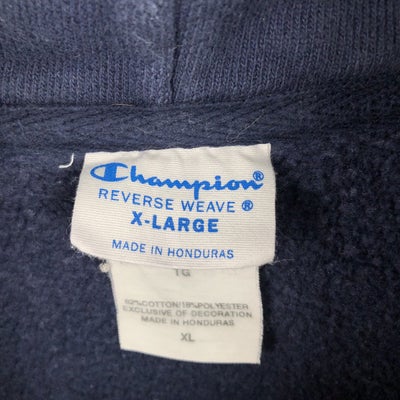 Champion®
REVERSE WEAVE®
X-LARGE
MADE IN HONDURAS
TG
82%COTTON/18%POLYESTER
EXCLUSIVE OF DECORATION
MADE IN HONDURAS
XL